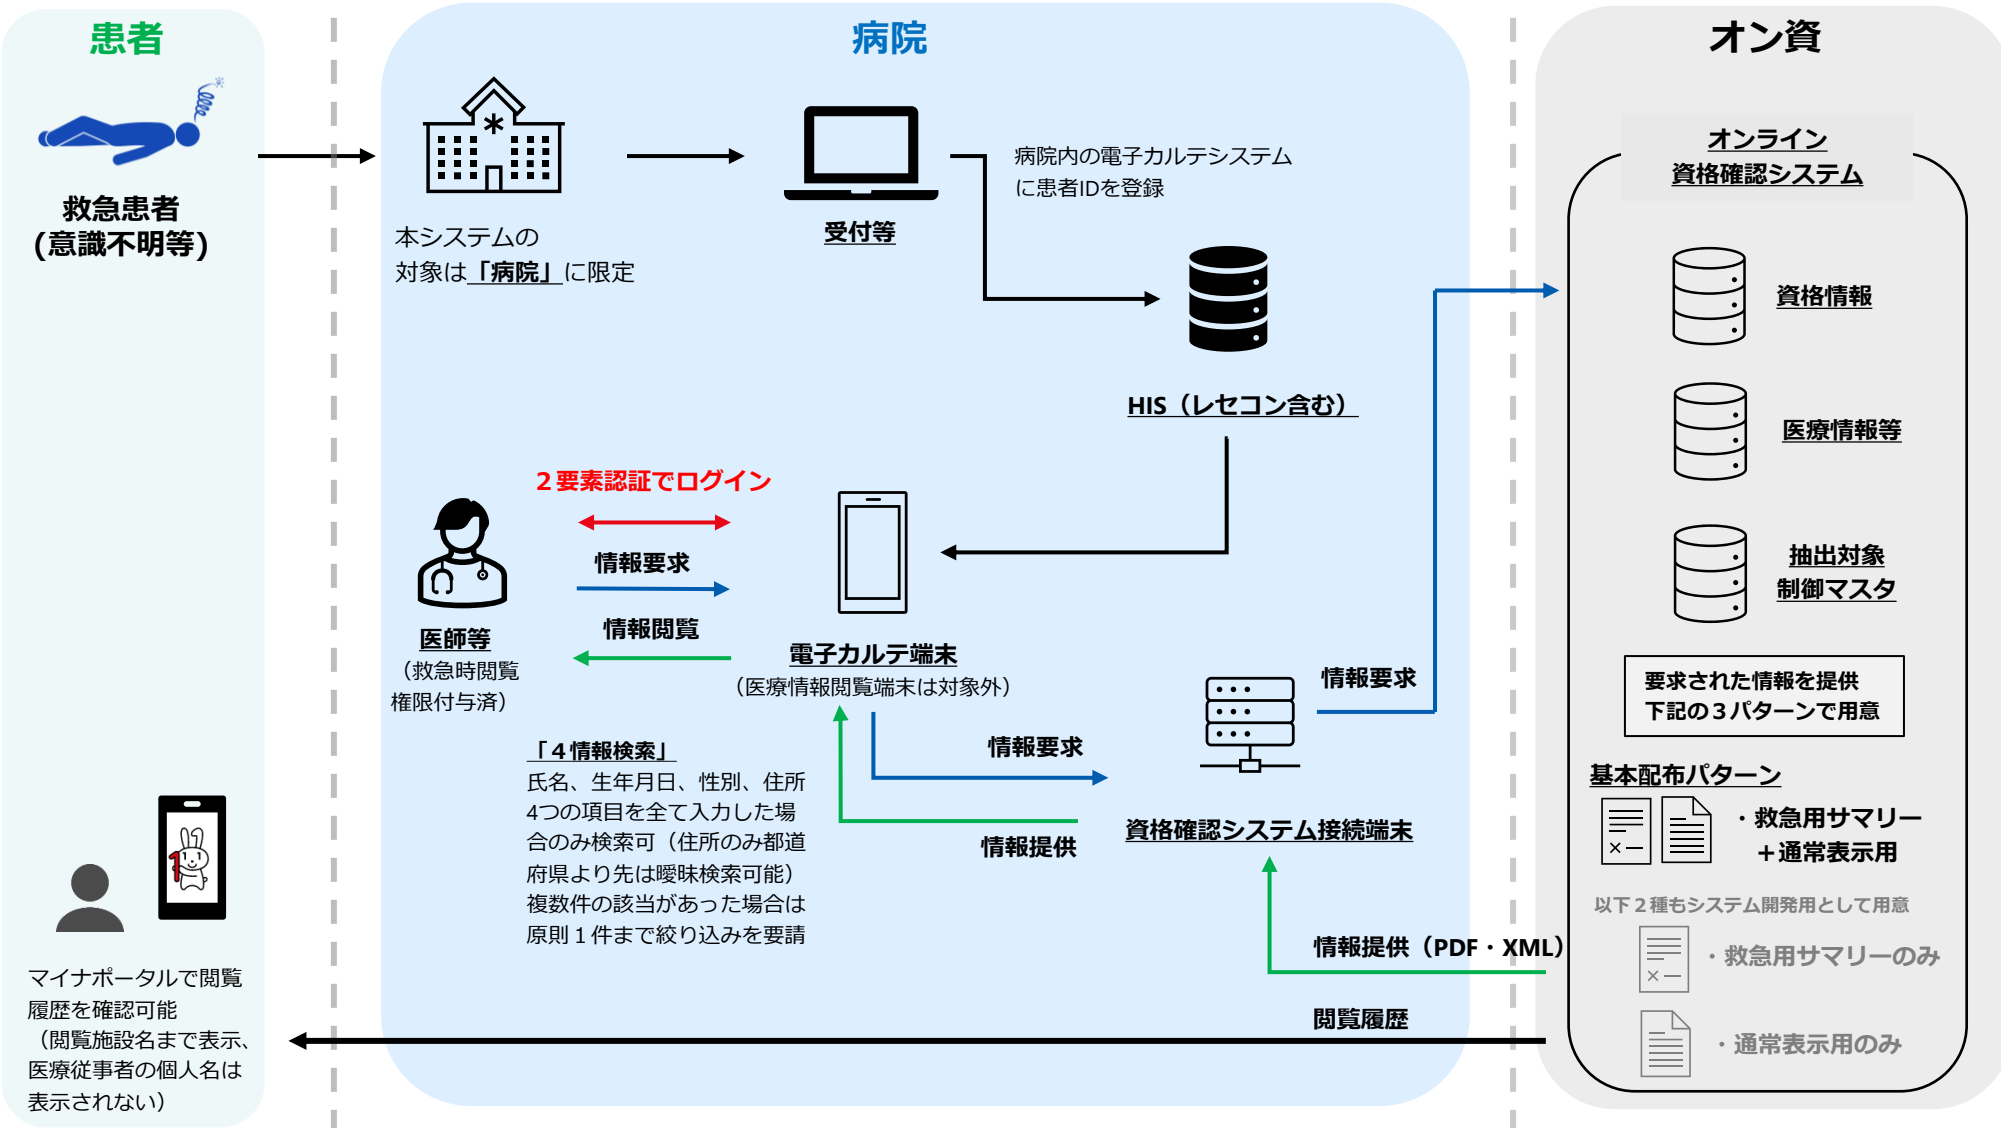 患者
救急患者
(意識不明等)
マイナポータルで閲覧
履歴を確認可能
（閲覧施設名まで表示、
医療従事者の個人名は
表示されない）
病院
本システムの
対象は「病院」に限定
受付等
病院内の電子カルテシステム
に患者IDを登録
HIS（レセコン含む）
２要素認証でログイン
情報要求
情報閲覧
医師等
（救急時閲覧
権限付与済）
電子カルテ端末
（医療情報閲覧端末は対象外）
「４情報検索」
氏名、生年月日、性別、住所
4つの項目を全て入力した場
合のみ検索可（住所のみ都道
府県より先は曖昧検索可能）
複数件の該当があった場合は
原則１件まで絞り込みを要請
情報要求
情報提供
資格確認システム接続端末
情報要求
情報提供（PDF・XML）
閲覧履歴
オン資
オンライン
資格確認システム
資格情報
医療情報等
抽出対象
制御マスタ
要求された情報を提供
下記の３パターンで用意
基本配布パターン
・救急用サマリー
＋通常表示用
以下２種もシステム開発用として用意
・救急用サマリーのみ
・通常表示用のみ